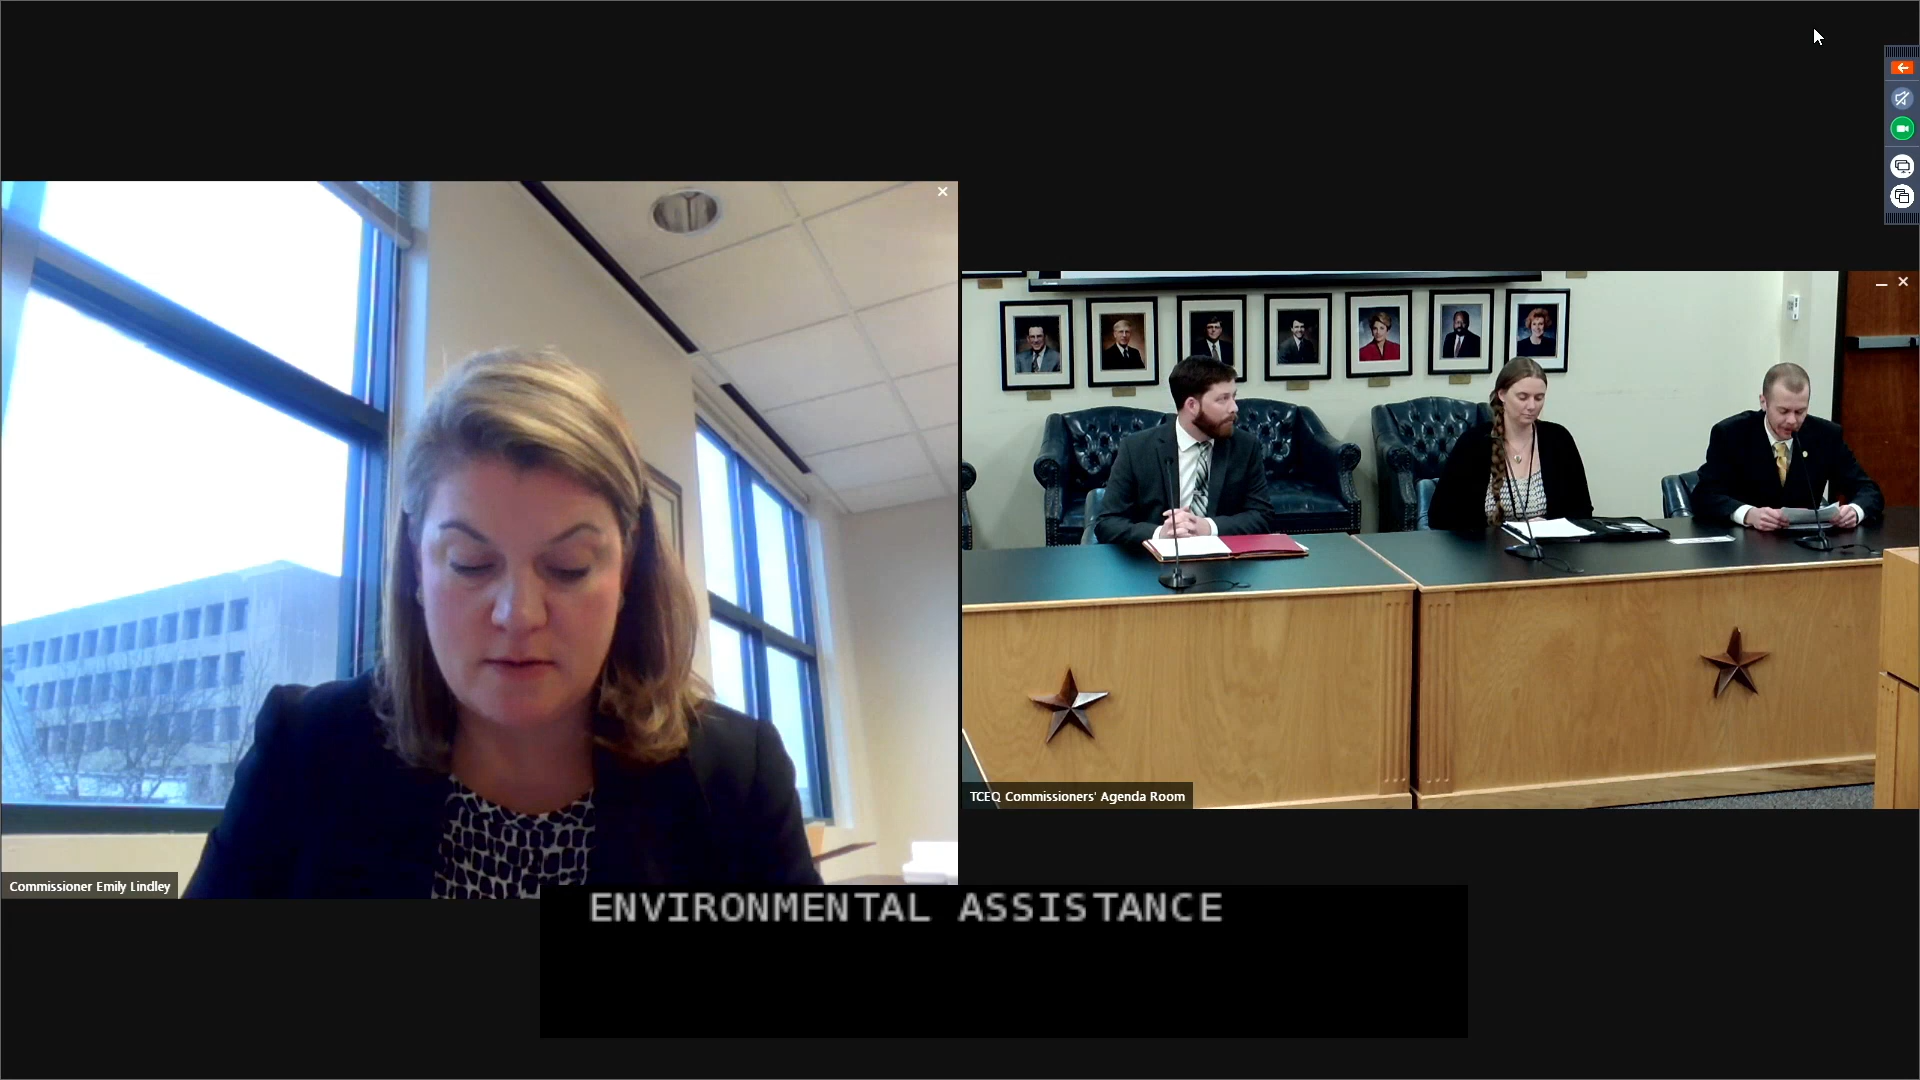 Commissioner Emily Lindley
TCEQ Commissioners' Agenda Room
ENVIRONMENTAL ASSISTANCE